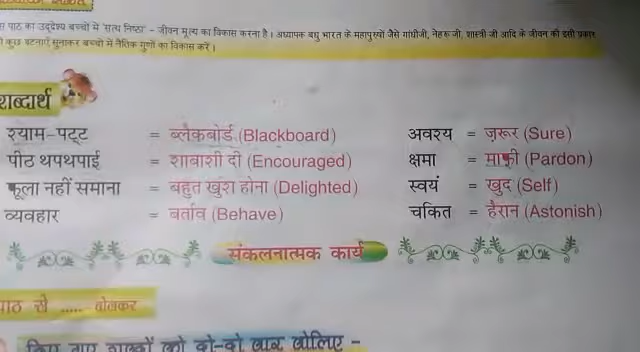 पाठ का उद्देश्य बच्चों में 'सत्य निष्ठा' - जीवन मूल्य का विकास करना है। अध्यापक बंधु भारत के महापुरुषों जैसे गांधीजी, नेहरूजी, शास्त्री जी आदि के जीवन की इसी प्रकार
कुछ घटनाएँ सुनाकर बच्चों में नैतिक गुणों का विकास करें।
शब्दार्थ
श्याम-पट्ट = ब्लैकबोर्ड (Blackboard) अवश्य = ज़रूर (Sure)
पीठ थपथपाई = शाबाशी दी (Encouraged) क्षमा = माफ़ी (Pardon)
फूला नहीं समाना = बहुत खुश होना (Delighted) स्वयं = खुद (Self)
व्यवहार = बर्ताव (Behave) चकित = हैरान (Astonish)
संकलनात्मक कार्य
पाठ से ..... बोलकर
दिए गए शब्दों को दो-दो बार बोलिए -